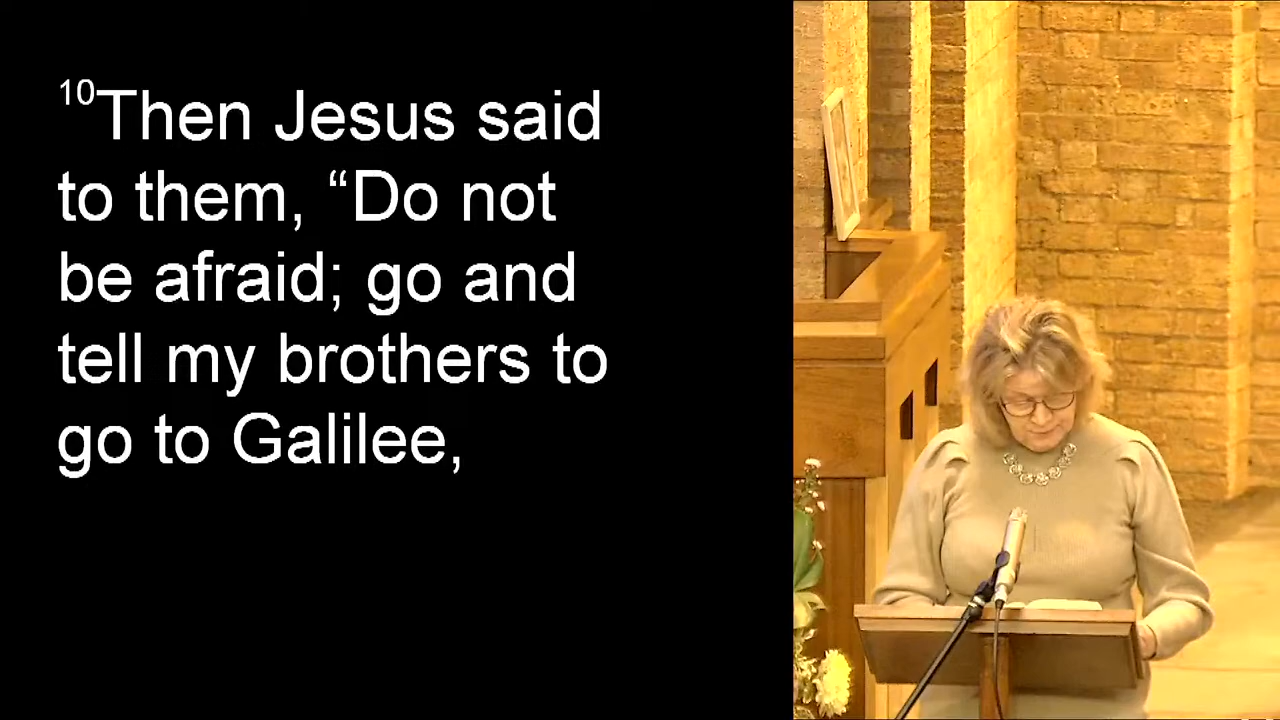 10Then Jesus said
to them, “Do not
be afraid; go and
tell my brothers to
go to Galilee,